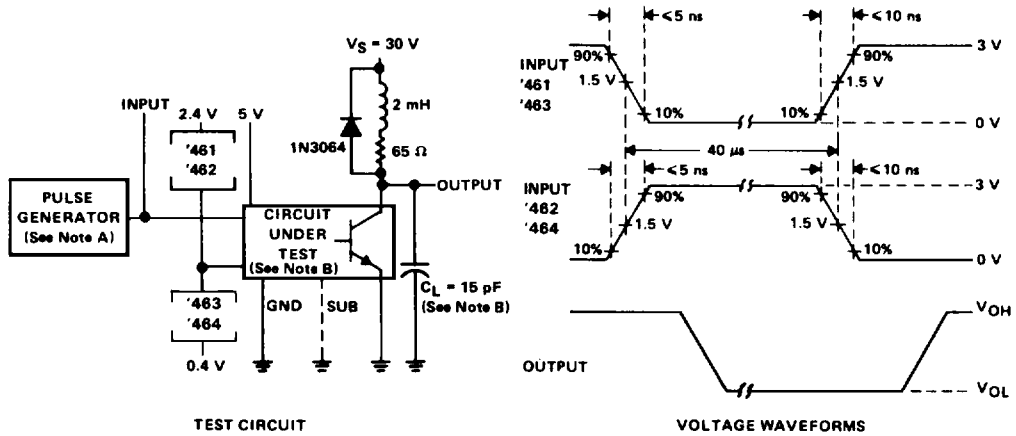 VS = 30 V
INPUT
2.4 V
5 V
2 mH
'461
'462
1N3064
65 Ω
OUTPUT
PULSE
GENERATOR
(See Note A)
CIRCUIT
UNDER
TEST
(See Note B)
CL = 15 pF
(See Note B)
'463
'464
GND
SUB
0.4 V
TEST CIRCUIT
≤5 ns
≤10 ns
INPUT
'461
'463
90%
90%
3 V
1.5 V
1.5 V
10%
10%
0 V
40 μs
≤5 ns
≤10 ns
INPUT
'462
'464
90%
90%
3 V
1.5 V
1.5 V
10%
10%
0 V
VOH
OUTPUT
VOL
VOLTAGE WAVEFORMS